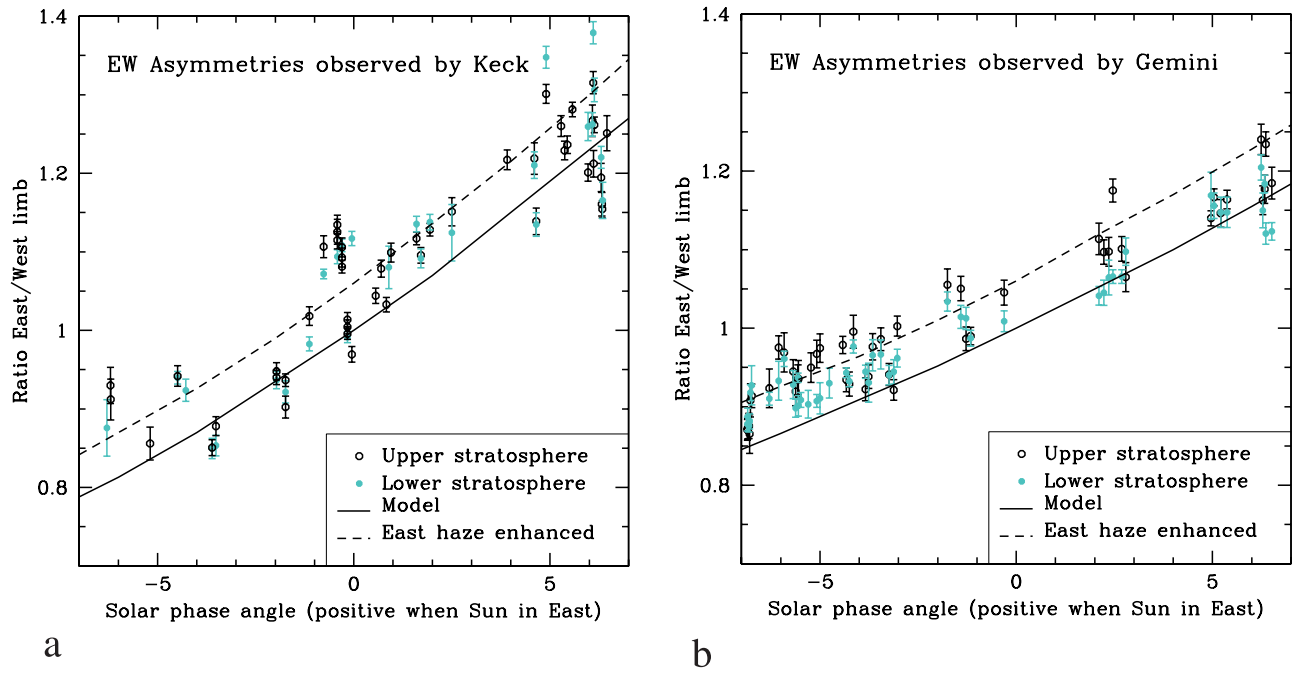 EW Asymmetries observed by Keck
1.4
1.2
1
0.8
Ratio East/West limb
Upper stratosphere
Lower stratosphere
Model
East haze enhanced
−5
0
5
Solar phase angle (positive when Sun in East)
a
EW Asymmetries observed by Gemini
1.4
1.2
1
0.8
Ratio East/West limb
Upper stratosphere
Lower stratosphere
Model
East haze enhanced
−5
0
5
Solar phase angle (positive when Sun in East)
b